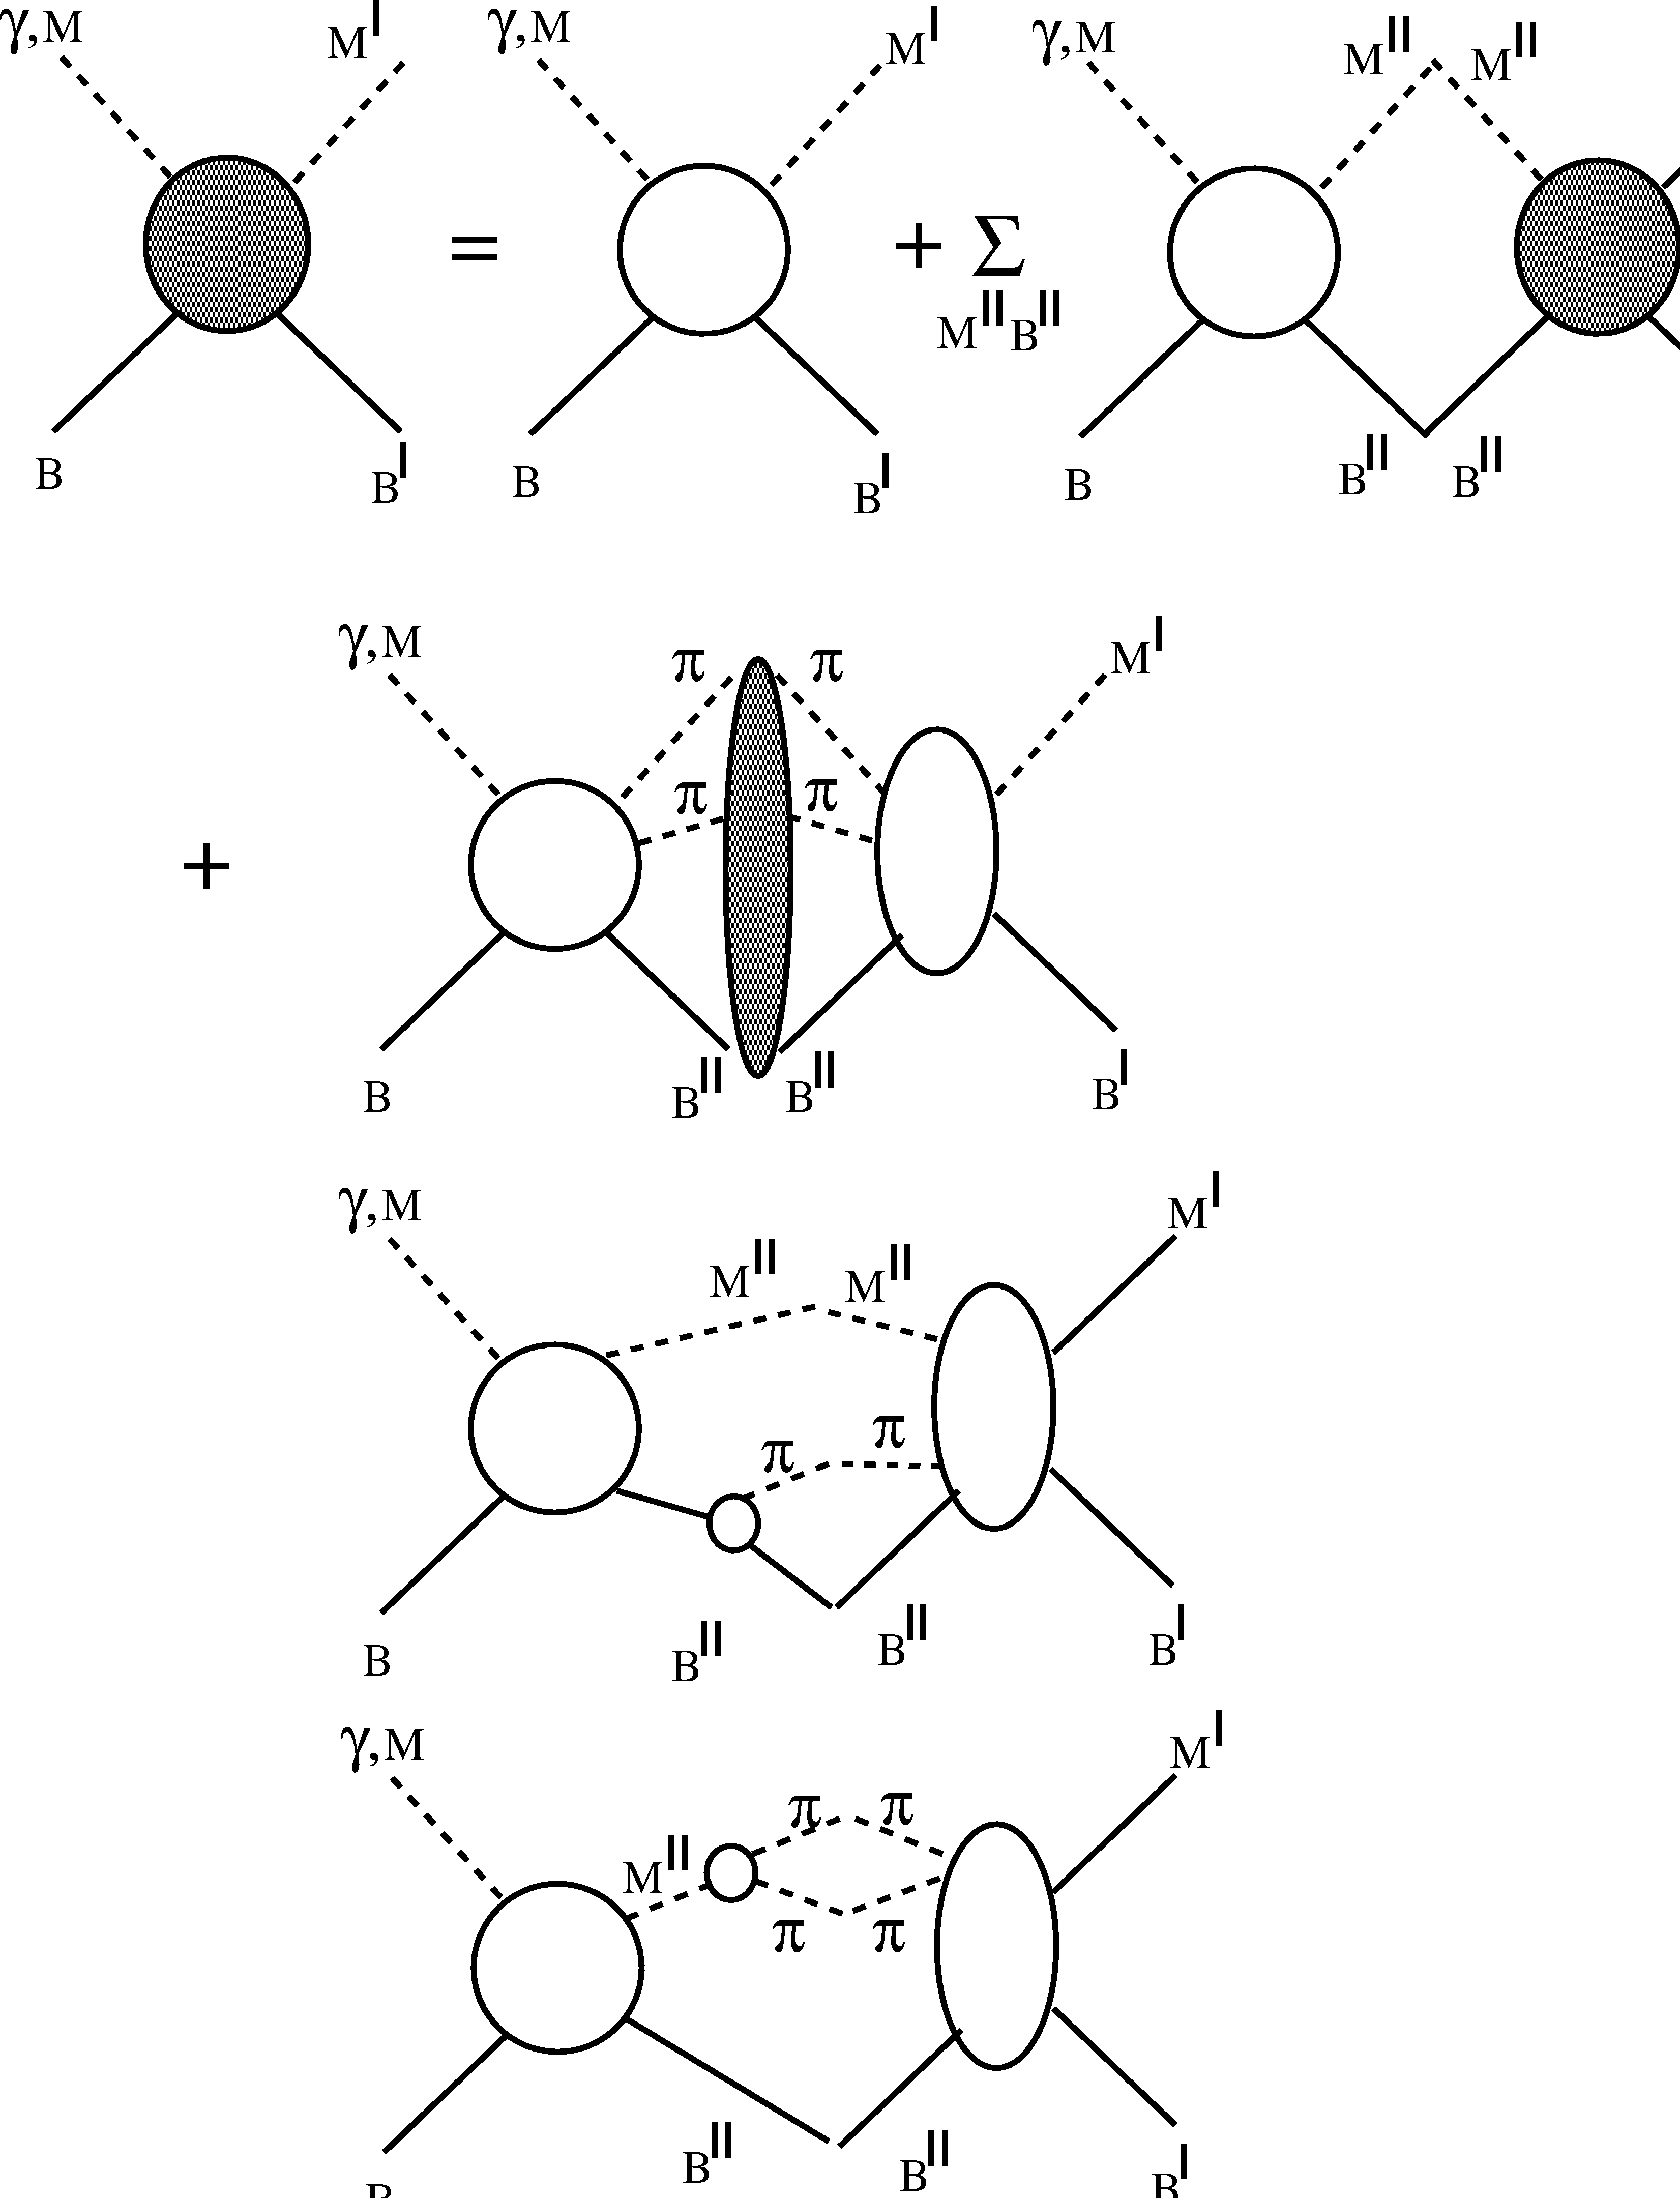 γ,M M^I γ,M M^I γ,M M^II M^II
= + Σ
M^II B^II
B B^I B B^I B B^II B^II
γ,M π π M^I
π π
+
B B^II B^II B^I
γ,M M^II M^II M^I
π π
B B^II B^II B^I
γ,M π π M^I
M^II
π π
B B^II B^II B^I